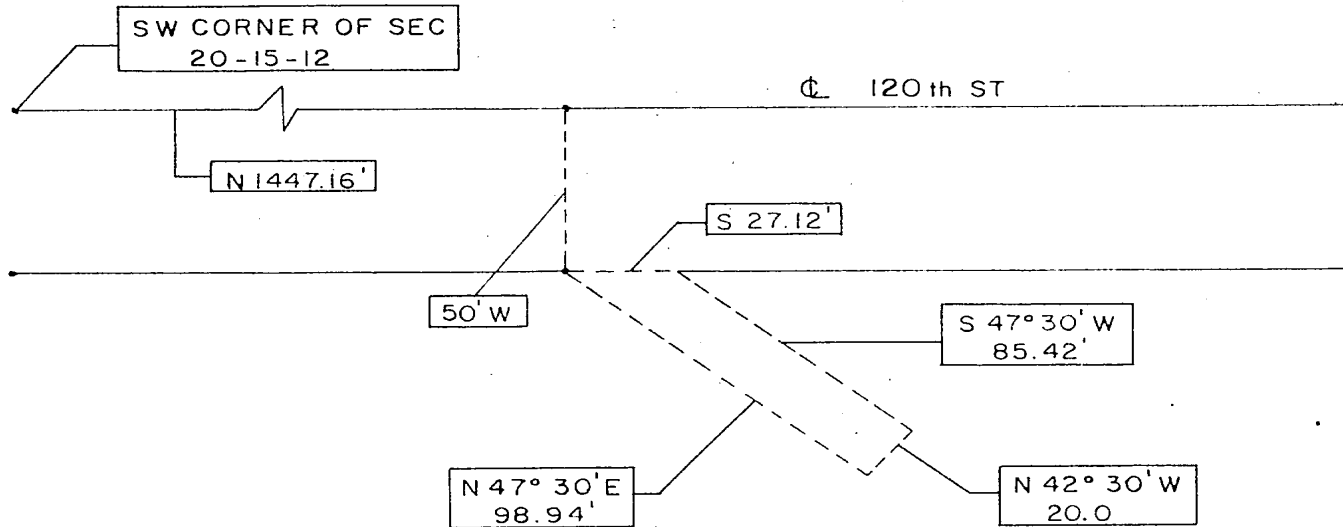 SW CORNER OF SEC
20-15-12
℄ 120th ST
N 1447.16'
S 27.12'
50' W
S 47° 30' W
85.42'
N 47° 30' E
98.94'
N 42° 30' W
20.0